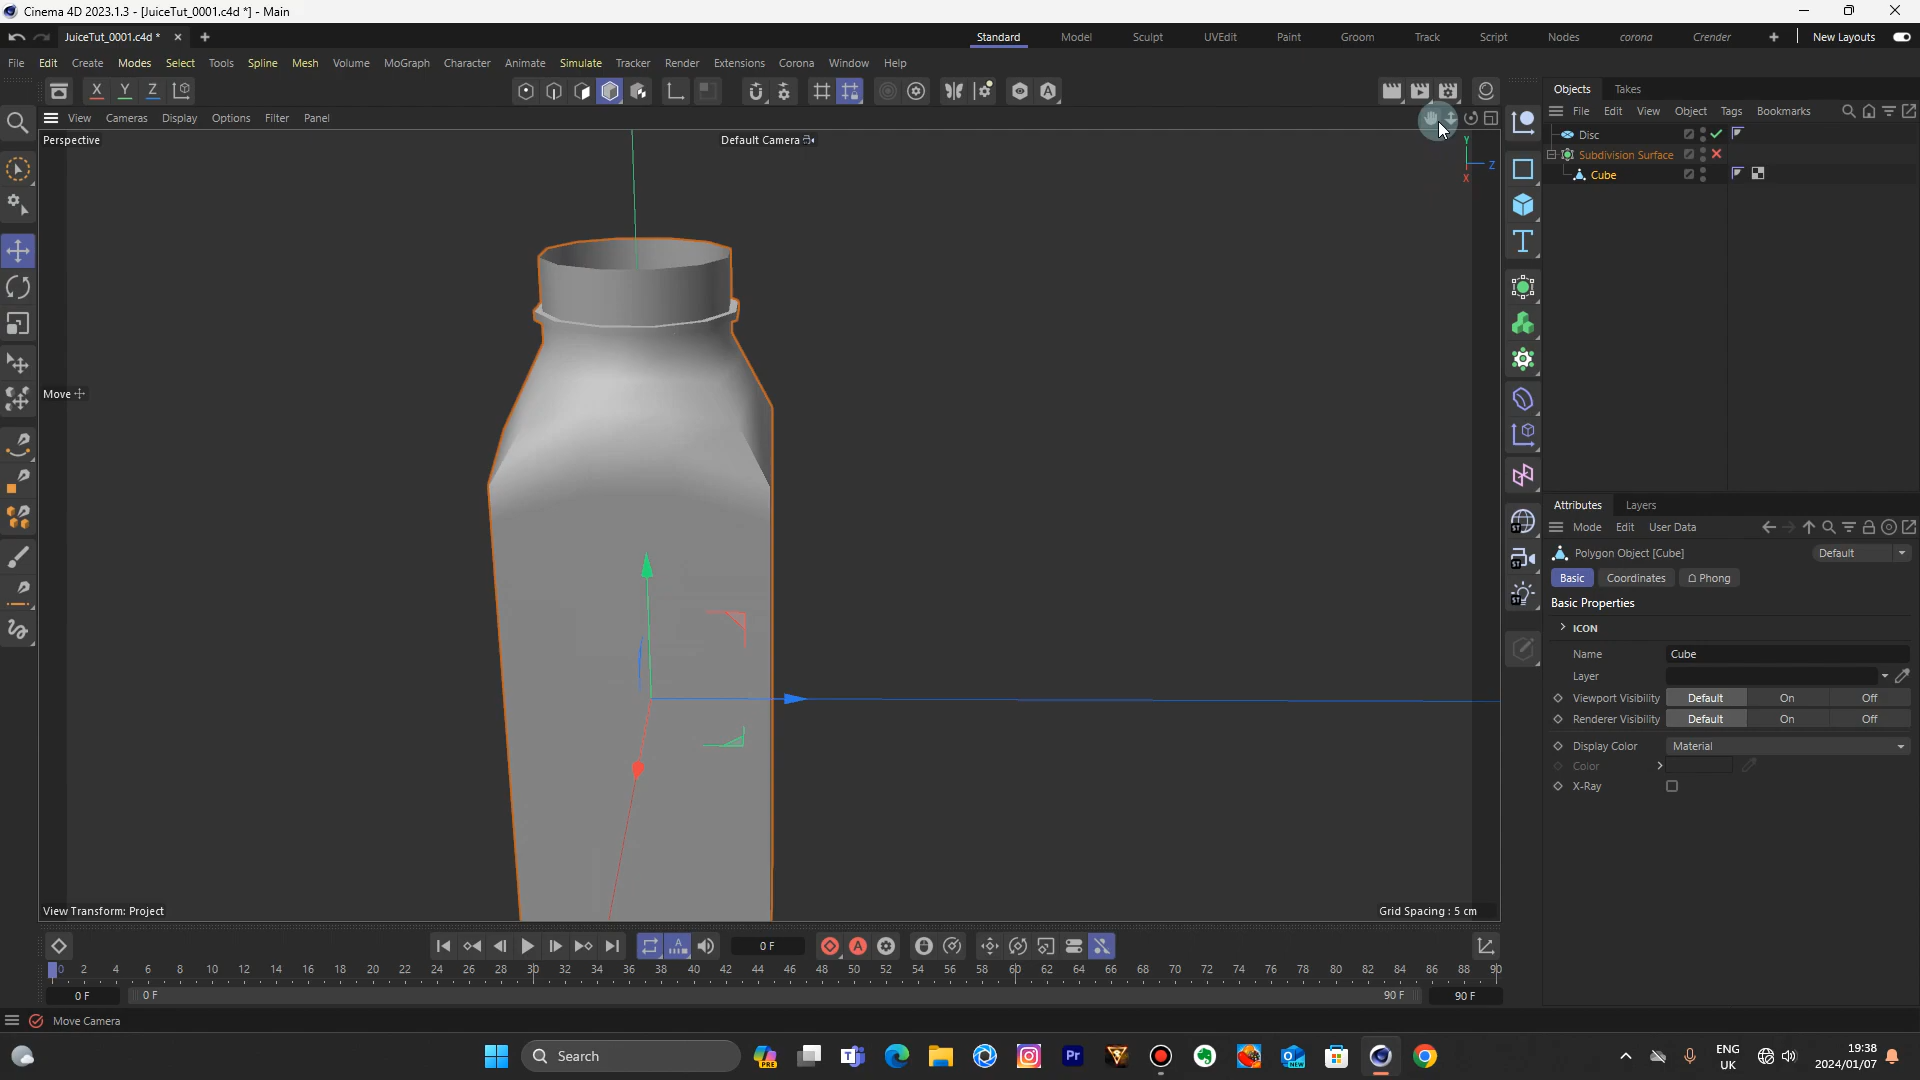 Cinema 4D 2023.1.3 - [JuiceTut_0001.c4d *] - Main
JuiceTut_0001.c4d *
Standard Model Sculpt UVEdit Paint Groom Track Script Nodes corona Crender New Layouts
File Edit Create Modes Select Tools Spline Mesh Volume MoGraph Character Animate Simulate Tracker Render Extensions Corona Window Help
X Y Z
Objects Takes
View Cameras Display Options Filter Panel
File Edit View Object Tags Bookmarks
Perspective
Default Camera
Y
Z
X
Disc
Subdivision Surface
Cube
Move
Attributes Layers
Mode Edit User Data
Polygon Object [Cube]
Default
Basic Coordinates Phong
Basic Properties
ICON
Name Cube
Layer
Viewport Visibility Default On Off
Renderer Visibility Default On Off
Display Color Material
Color
X-Ray
View Transform: Project
Grid Spacing : 5 cm
0 F
0 2 4 6 8 10 12 14 16 18 20 22 24 26 28 30 32 34 36 38 40 42 44 46 48 50 52 54 56 58 60 62 64 66 68 70 72 74 76 78 80 82 84 86 88 90
0 F 0 F 90 F 90 F
Move Camera
Search
ENG
UK
19:38
2024/01/07